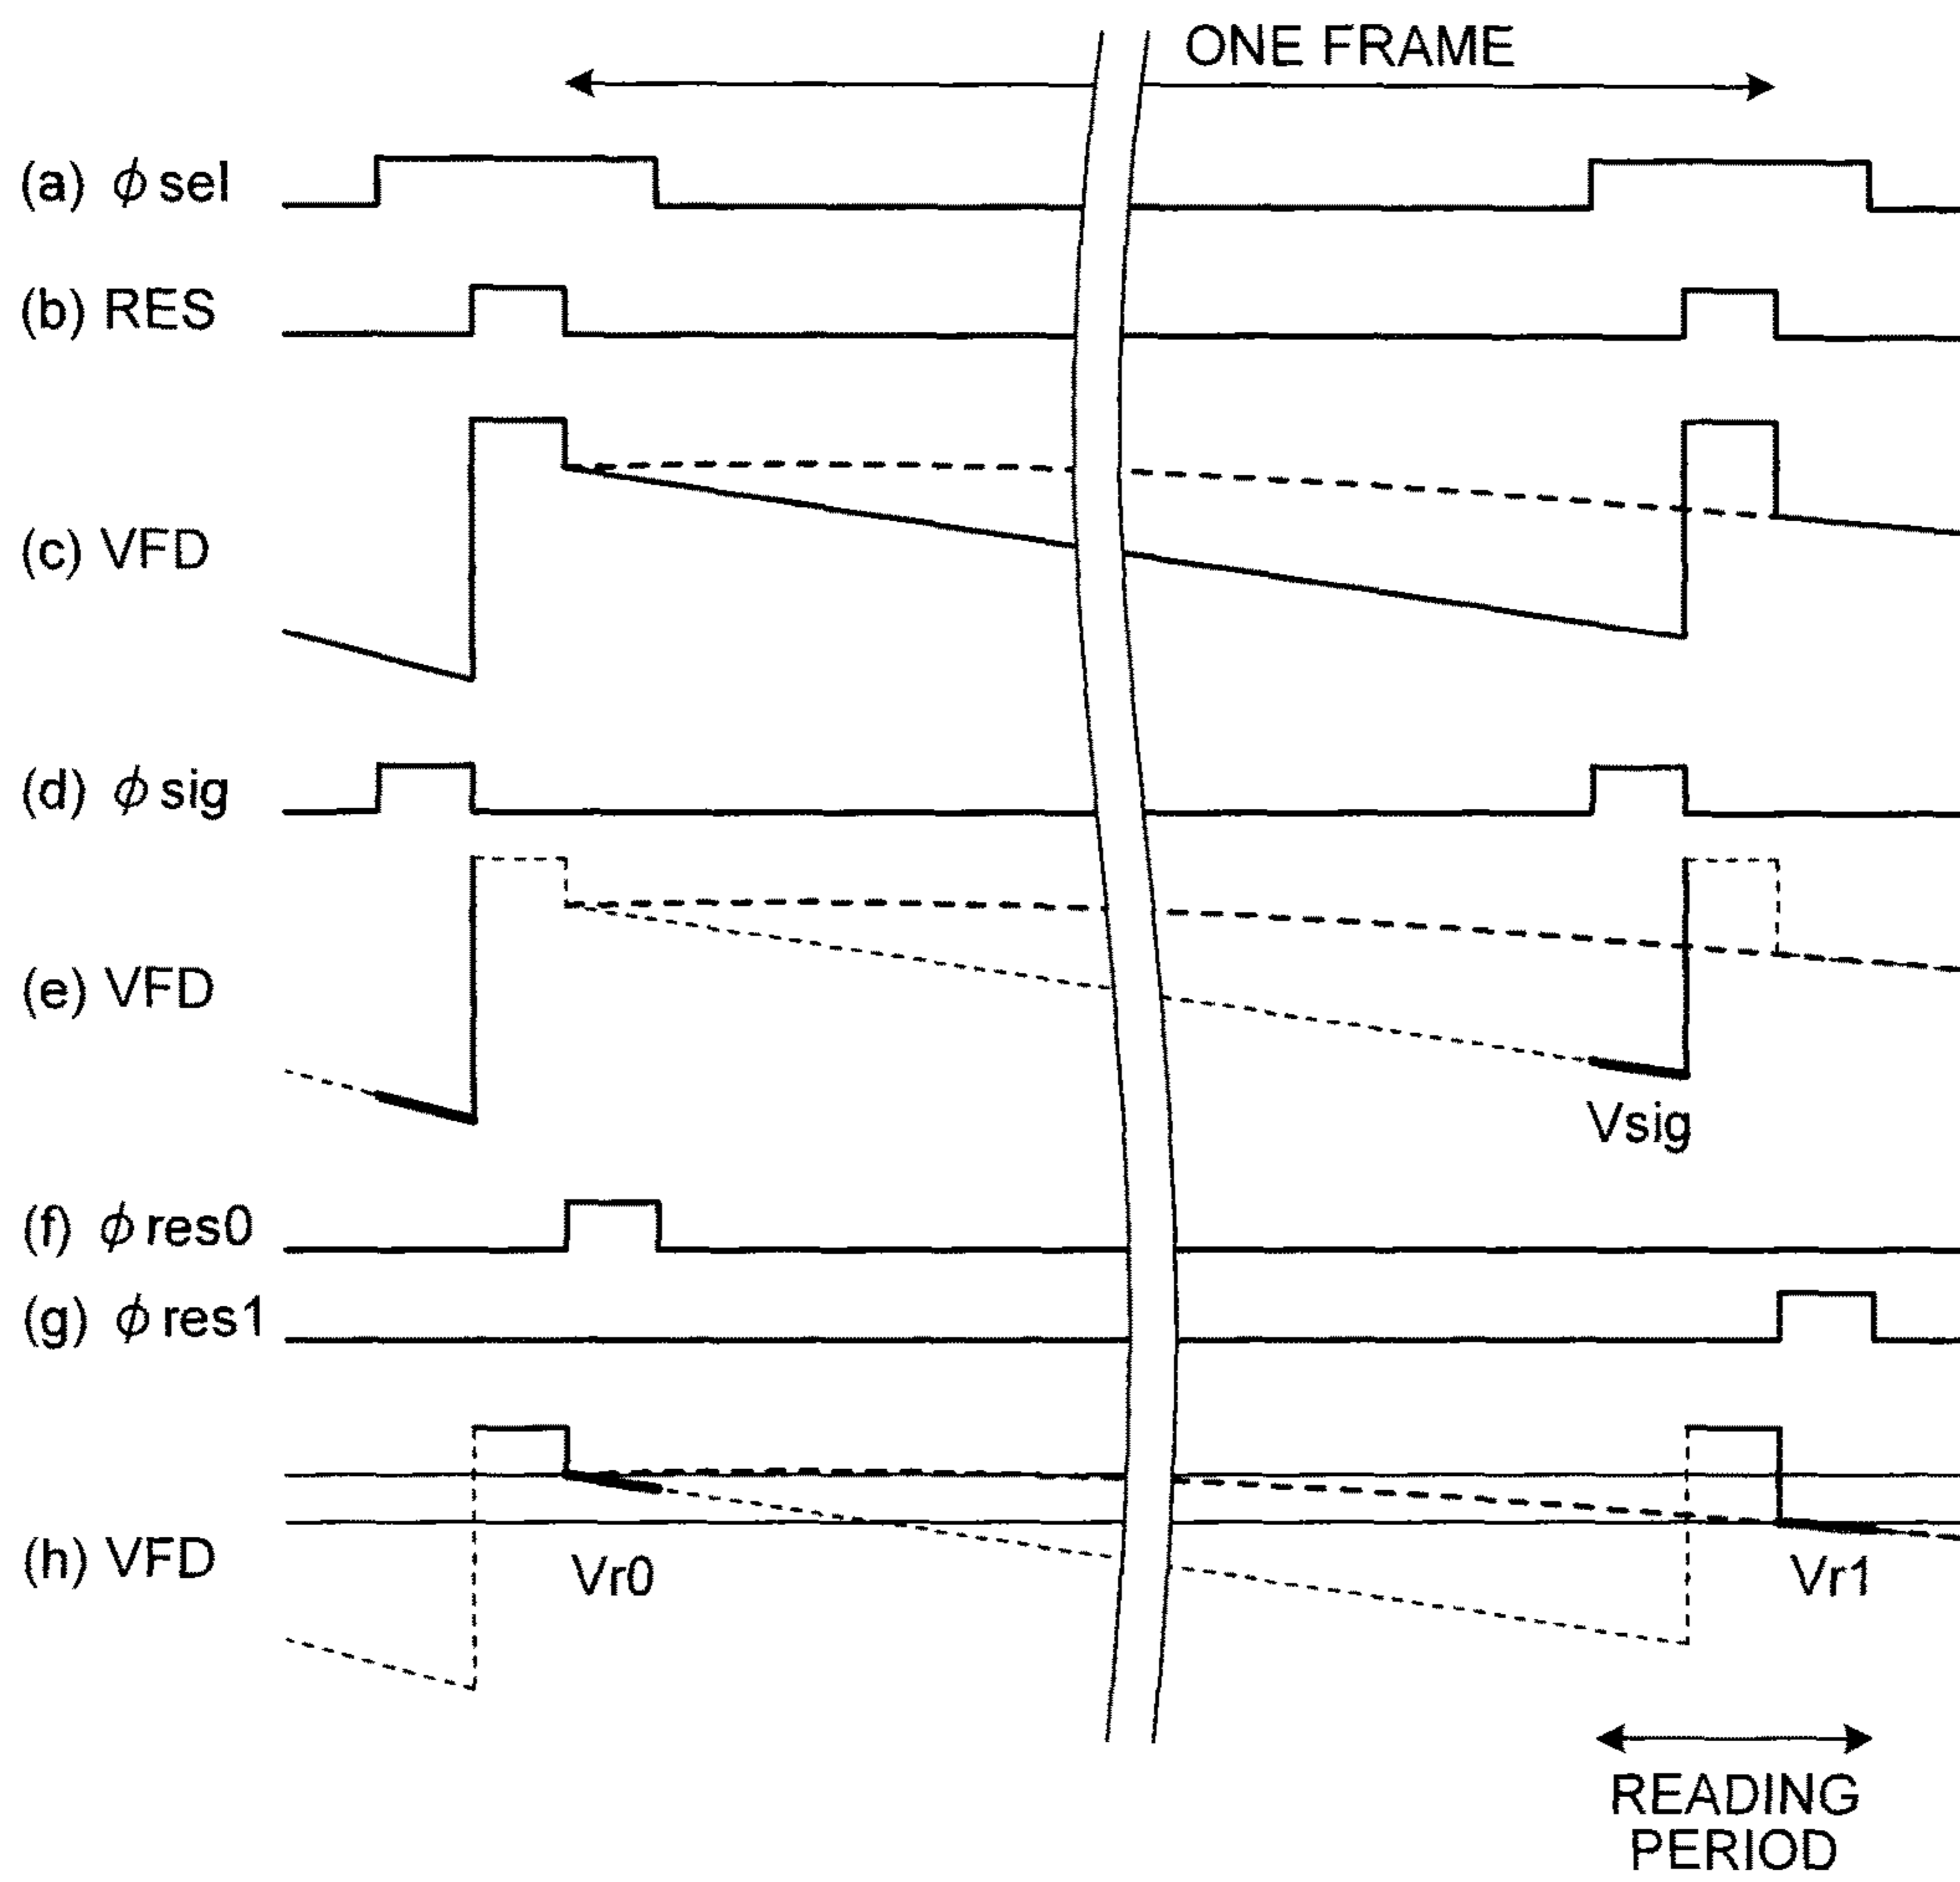 ONE FRAME
(a) ϕ sel
(b) RES
(c) VFD
(d) ϕ sig
(e) VFD
Vsig
(f) ϕ res0
(g) ϕ res1
(h) VFD
Vr0
Vr1
READING
PERIOD